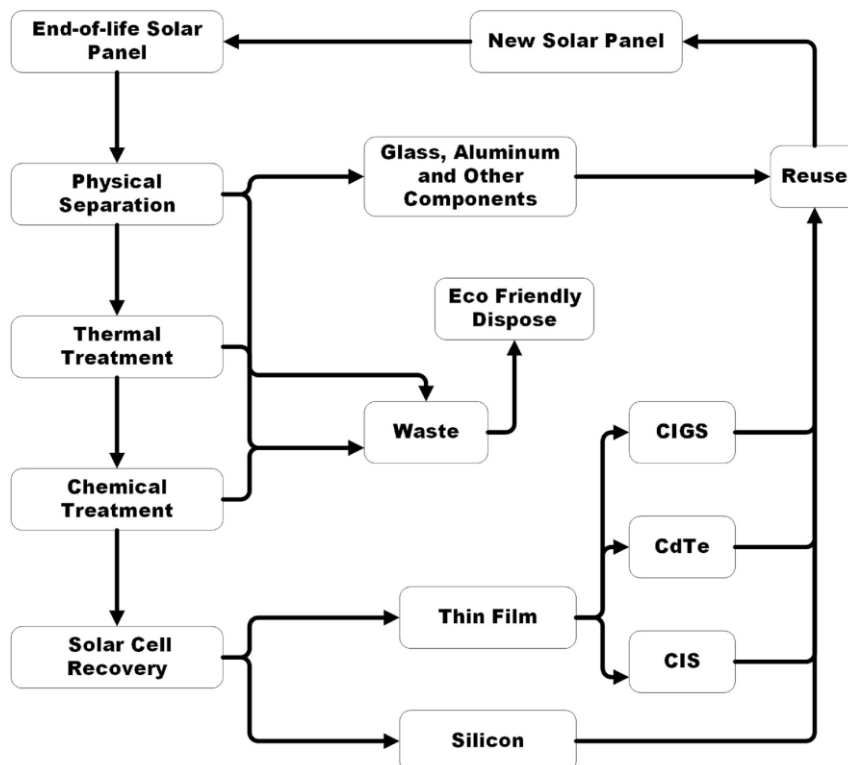 End-of-life Solar
Panel
New Solar Panel
Physical
Separation
Glass, Aluminum
and Other
Components
Reuse
Eco Friendly
Dispose
Thermal
Treatment
Waste
CIGS
Chemical
Treatment
CdTe
Thin Film
Solar Cell
Recovery
CIS
Silicon